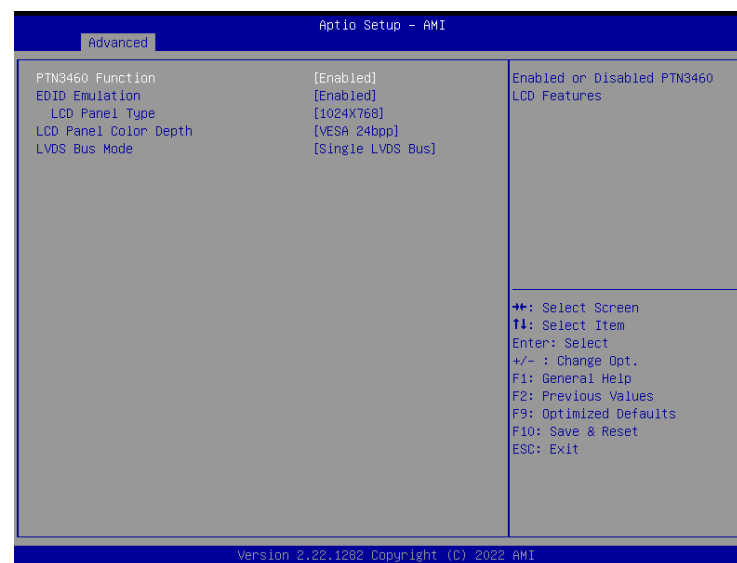 Aptio Setup – AMI
Advanced
PTN3460 Function [Enabled]
EDID Emulation [Enabled]
LCD Panel Type [1024X768]
LCD Panel Color Depth [VESA 24bpp]
LVDS Bus Mode [Single LVDS Bus]
Enabled or Disabled PTN3460
LCD Features
→←: Select Screen
↑↓: Select Item
Enter: Select
+/- : Change Opt.
F1: General Help
F2: Previous Values
F9: Optimized Defaults
F10: Save & Reset
ESC: Exit
Version 2.22.1282 Copyright (C) 2022 AMI